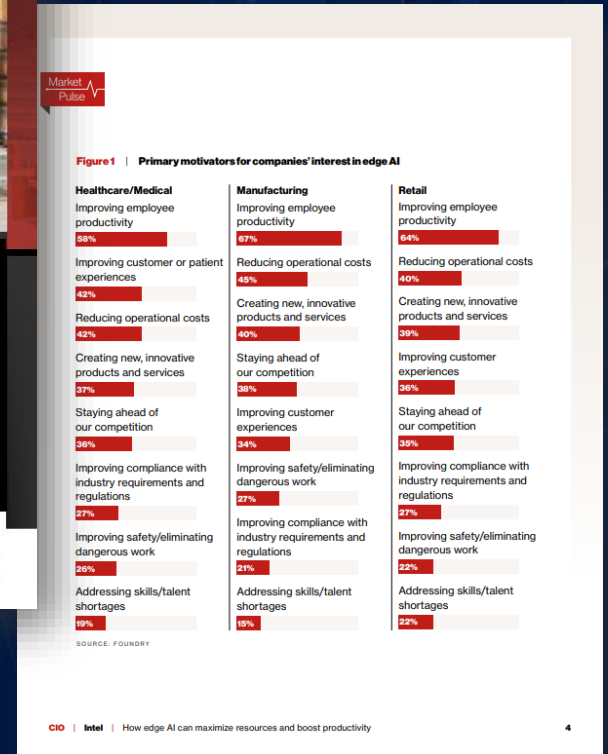 Market
Pulse
Figure 1 | Primary motivators for companies' interest in edge AI
Healthcare/Medical
Improving employee
productivity
58%
Improving customer or patient
experiences
42%
Reducing operational costs
42%
Creating new, innovative
products and services
37%
Staying ahead of
our competition
36%
Improving compliance with
industry requirements and
regulations
27%
Improving safety/eliminating
dangerous work
26%
Addressing skills/talent
shortages
19%
Manufacturing
Improving employee
productivity
67%
Reducing operational costs
45%
Creating new, innovative
products and services
40%
Staying ahead of
our competition
38%
Improving customer
experiences
34%
Improving safety/eliminating
dangerous work
27%
Improving compliance with
industry requirements and
regulations
21%
Addressing skills/talent
shortages
15%
Retail
Improving employee
productivity
64%
Reducing operational costs
40%
Creating new, innovative
products and services
39%
Improving customer
experiences
36%
Staying ahead of
our competition
35%
Improving compliance with
industry requirements and
regulations
27%
Improving safety/eliminating
dangerous work
22%
Addressing skills/talent
shortages
22%
SOURCE: FOUNDRY
CIO | Intel | How edge AI can maximize resources and boost productivity
4